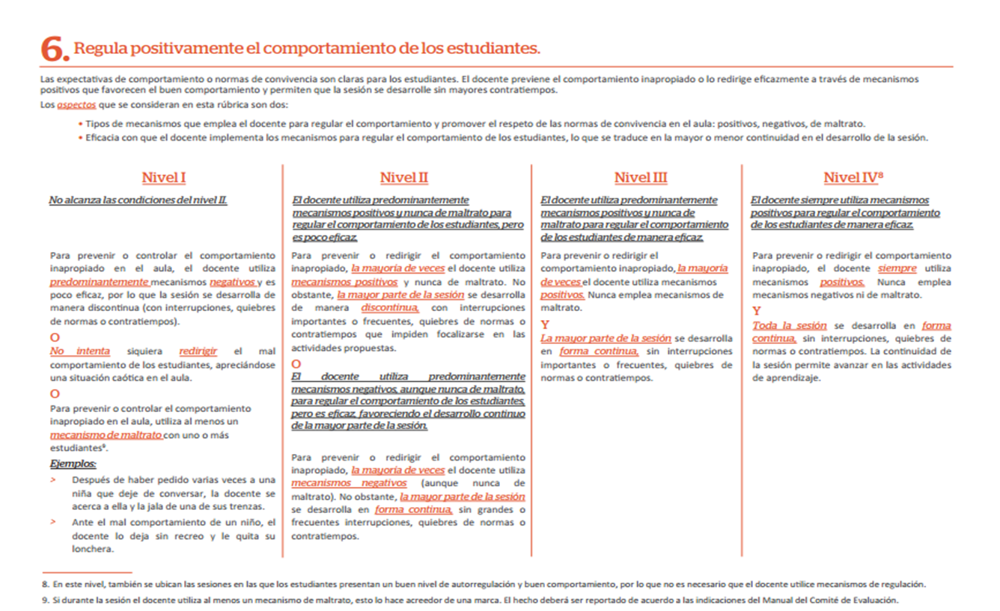 6. Regula positivamente el comportamiento de los estudiantes.
Las expectativas de comportamiento o normas de convivencia son claras para los estudiantes. El docente previene el comportamiento inapropiado o lo redirige eficazmente a través de mecanismos
positivos que favorecen el buen comportamiento y permiten que la sesión se desarrolle sin mayores contratiempos.
Los aspectos que se consideran en esta rúbrica son dos:
• Tipos de mecanismos que emplea el docente para regular el comportamiento y promover el respeto de las normas de convivencia en el aula: positivos, negativos, de maltrato.
• Eficacia con que el docente implementa los mecanismos para regular el comportamiento de los estudiantes, lo que se traduce en la mayor o menor continuidad en el desarrollo de la sesión.
Nivel I
No alcanza las condiciones del nivel II.
Para prevenir o controlar el comportamiento
inapropiado en el aula, el docente utiliza
predominantemente mecanismos negativos y es
poco eficaz, por lo que la sesión se desarrolla de
manera discontinua (con interrupciones, quiebres
de normas o contratiempos).
O
No intenta siquiera redirigir el mal
comportamiento de los estudiantes, apreciándose
una situación caótica en el aula.
O
Para prevenir o controlar el comportamiento
inapropiado en el aula, utiliza al menos un
mecanismo de maltrato con uno o más
estudiantes⁹.
Ejemplos:
> Después de haber pedido varias veces a una
niña que deje de conversar, la docente se
acerca a ella y la jala de una de sus trenzas.
> Ante el mal comportamiento de un niño, el
docente lo deja sin recreo y le quita su
lonchera.
Nivel II
El docente utiliza predominantemente
mecanismos positivos y nunca de maltrato para
regular el comportamiento de los estudiantes, pero
es poco eficaz.
Para prevenir o redirigir el comportamiento
inapropiado, la mayoría de veces el docente utiliza
mecanismos positivos y nunca de maltrato. No
obstante, la mayor parte de la sesión se desarrolla
de manera discontinua, con interrupciones
importantes o frecuentes, quiebres de normas o
contratiempos que impiden focalizarse en las
actividades propuestas.
O
El docente utiliza predominantemente
mecanismos negativos, aunque nunca de maltrato,
para regular el comportamiento de los estudiantes,
pero es eficaz, favoreciendo el desarrollo continuo
de la mayor parte de la sesión.
Para prevenir o redirigir el comportamiento
inapropiado, la mayoría de veces el docente utiliza
mecanismos negativos (aunque nunca de
maltrato). No obstante, la mayor parte de la sesión
se desarrolla en forma continua, sin grandes o
frecuentes interrupciones, quiebres de normas o
contratiempos.
Nivel III
El docente utiliza predominantemente
mecanismos positivos y nunca de
maltrato para regular el comportamiento
de los estudiantes de manera eficaz.
Para prevenir o redirigir el
comportamiento inapropiado, la mayoría
de veces el docente utiliza mecanismos
positivos. Nunca emplea mecanismos de
maltrato.
Y
La mayor parte de la sesión se desarrolla
en forma continua, sin interrupciones
importantes o frecuentes, quiebres de
normas o contratiempos.
Nivel IV⁸
El docente siempre utiliza mecanismos
positivos para regular el comportamiento
de los estudiantes de manera eficaz.
Para prevenir o redirigir el comportamiento
inapropiado, el docente siempre utiliza
mecanismos positivos. Nunca emplea
mecanismos negativos ni de maltrato.
Y
Toda la sesión se desarrolla en forma
continua, sin interrupciones, quiebres de
normas o contratiempos. La continuidad de
la sesión permite avanzar en las actividades
de aprendizaje.
8. En este nivel, también se ubican las sesiones en las que los estudiantes presentan un buen nivel de autorregulación y buen comportamiento, por lo que no es necesario que el docente utilice mecanismos de regulación.
9. Si durante la sesión el docente utiliza al menos un mecanismo de maltrato, esto lo hace acreedor de una marca. El hecho deberá ser reportado de acuerdo a las indicaciones del Manual del Comité de Evaluación.